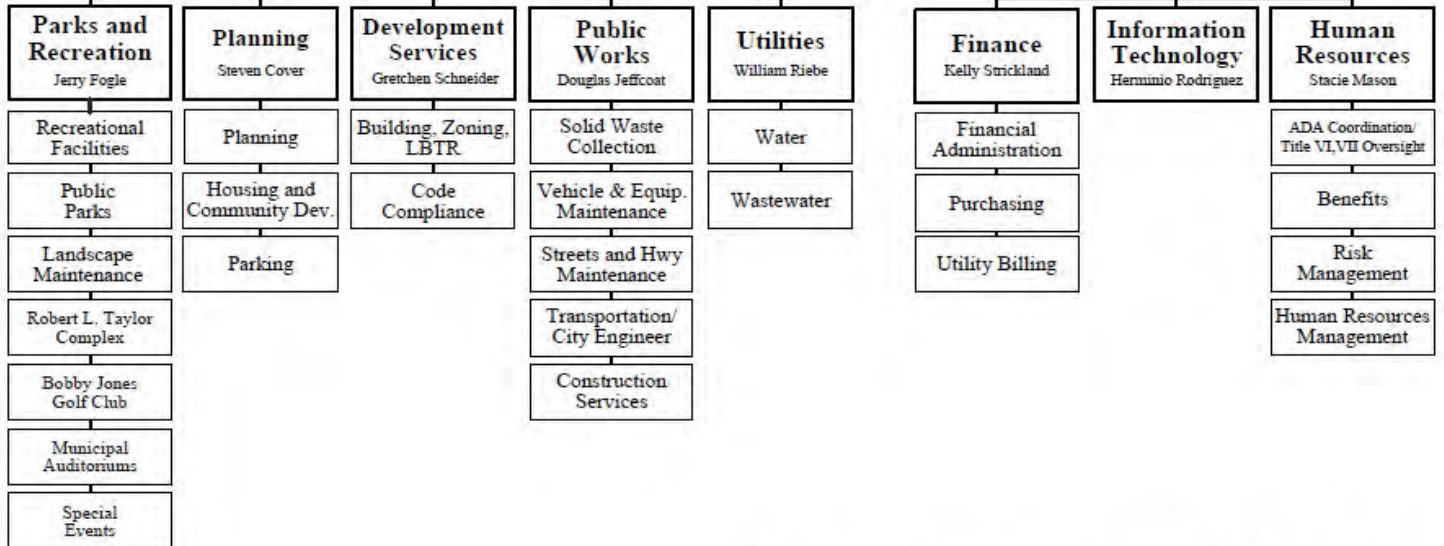 Parks and
Recreation
Jerry Fogle
Recreational
Facilities
Public
Parks
Landscape
Maintenance
Robert L. Taylor
Complex
Bobby Jones
Golf Club
Municipal
Auditoriums
Special
Events
Planning
Steven Cover
Planning
Housing and
Community Dev.
Parking
Development
Services
Gretchen Schneider
Building, Zoning,
LBTR
Code
Compliance
Public
Works
Douglas Jeffcoat
Solid Waste
Collection
Vehicle & Equip.
Maintenance
Streets and Hwy
Maintenance
Transportation/
City Engineer
Construction
Services
Utilities
William Riebe
Water
Wastewater
Finance
Kelly Strickland
Financial
Administration
Purchasing
Utility Billing
Information
Technology
Herminio Rodriguez
Human
Resources
Stacie Mason
ADA Coordination/
Title VI,VII Oversight
Benefits
Risk
Management
Human Resources
Management